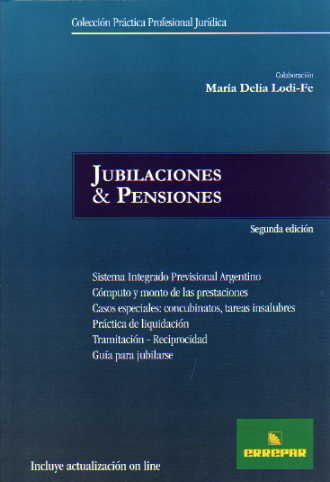 Colección Práctica Profesional Jurídica
Colaboración
María Delia Lodi-Fe
JUBILACIONES
& PENSIONES
Segunda edición
Sistema Integrado Previsional Argentino
Cómputo y monto de las prestaciones
Casos especiales: concubinatos, tareas insalubres
Práctica de liquidación
Tramitación - Reciprocidad
Guía para jubilarse
ERREPAR
Incluye actualización on line